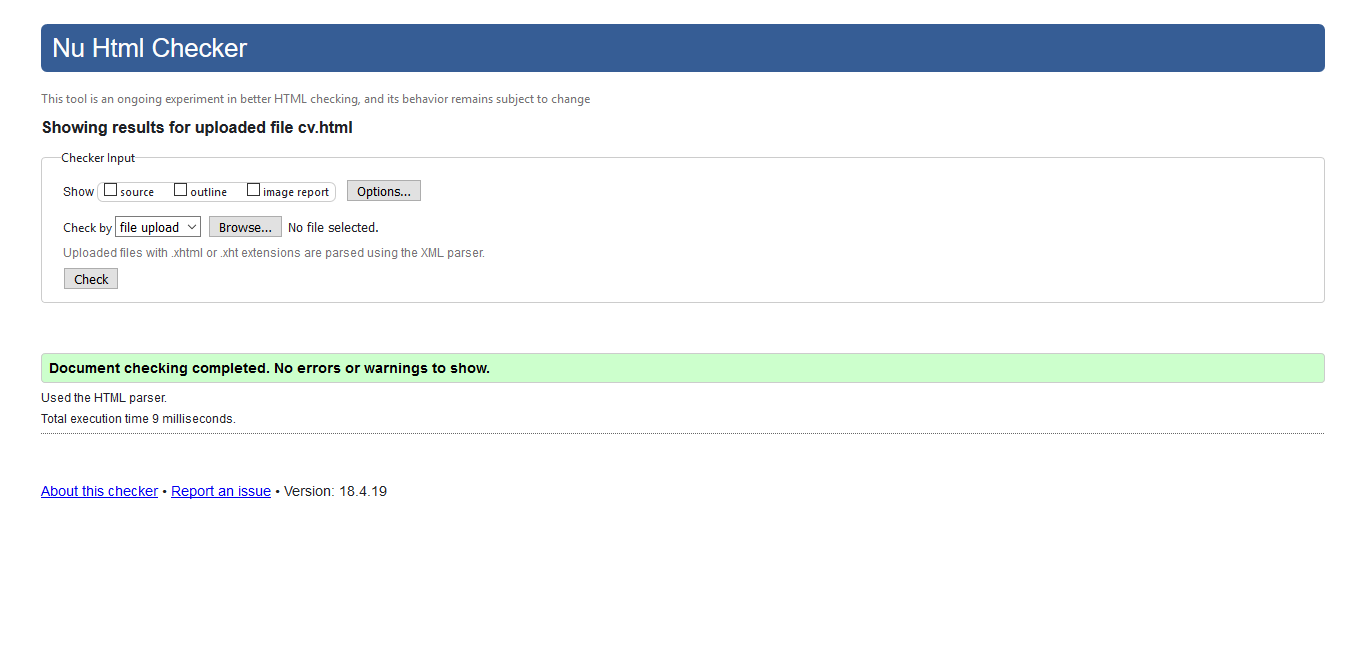 Nu Html Checker
This tool is an ongoing experiment in better HTML checking, and its behavior remains subject to change
Showing results for uploaded file cv.html
Checker Input
Show source outline image report Options...
Check by file upload Browse... No file selected.
Uploaded files with .xhtml or .xht extensions are parsed using the XML parser.
Check
Document checking completed. No errors or warnings to show.
Used the HTML parser.
Total execution time 9 milliseconds.
About this checker • Report an issue • Version: 18.4.19